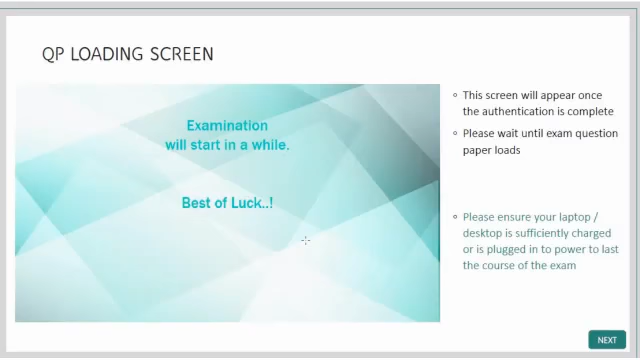 QP LOADING SCREEN
Examination
will start in a while.
Best of Luck..!
This screen will appear once
the authentication is complete
Please wait until exam question
paper loads
Please ensure your laptop /
desktop is sufficiently charged
or is plugged in to power to last
the course of the exam
NEXT